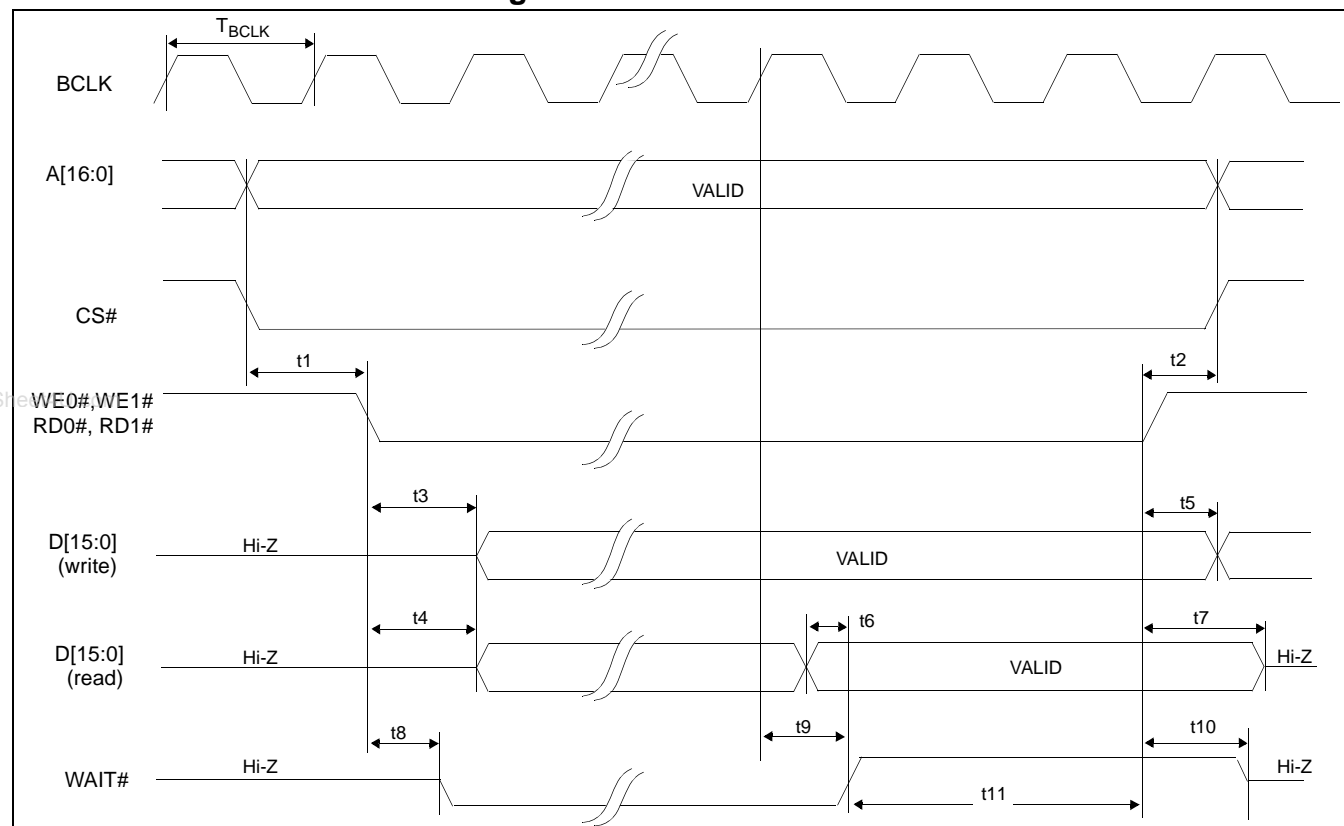 g
TBCLK
BCLK
A[16:0]
VALID
CS#
t1
t2
WE0#,WE1#
RD0#, RD1#
t3
t5
D[15:0]
(write)
Hi-Z
VALID
t4
t6
t7
D[15:0]
(read)
Hi-Z
VALID
Hi-Z
t8
t9
t10
WAIT#
Hi-Z
Hi-Z
t11